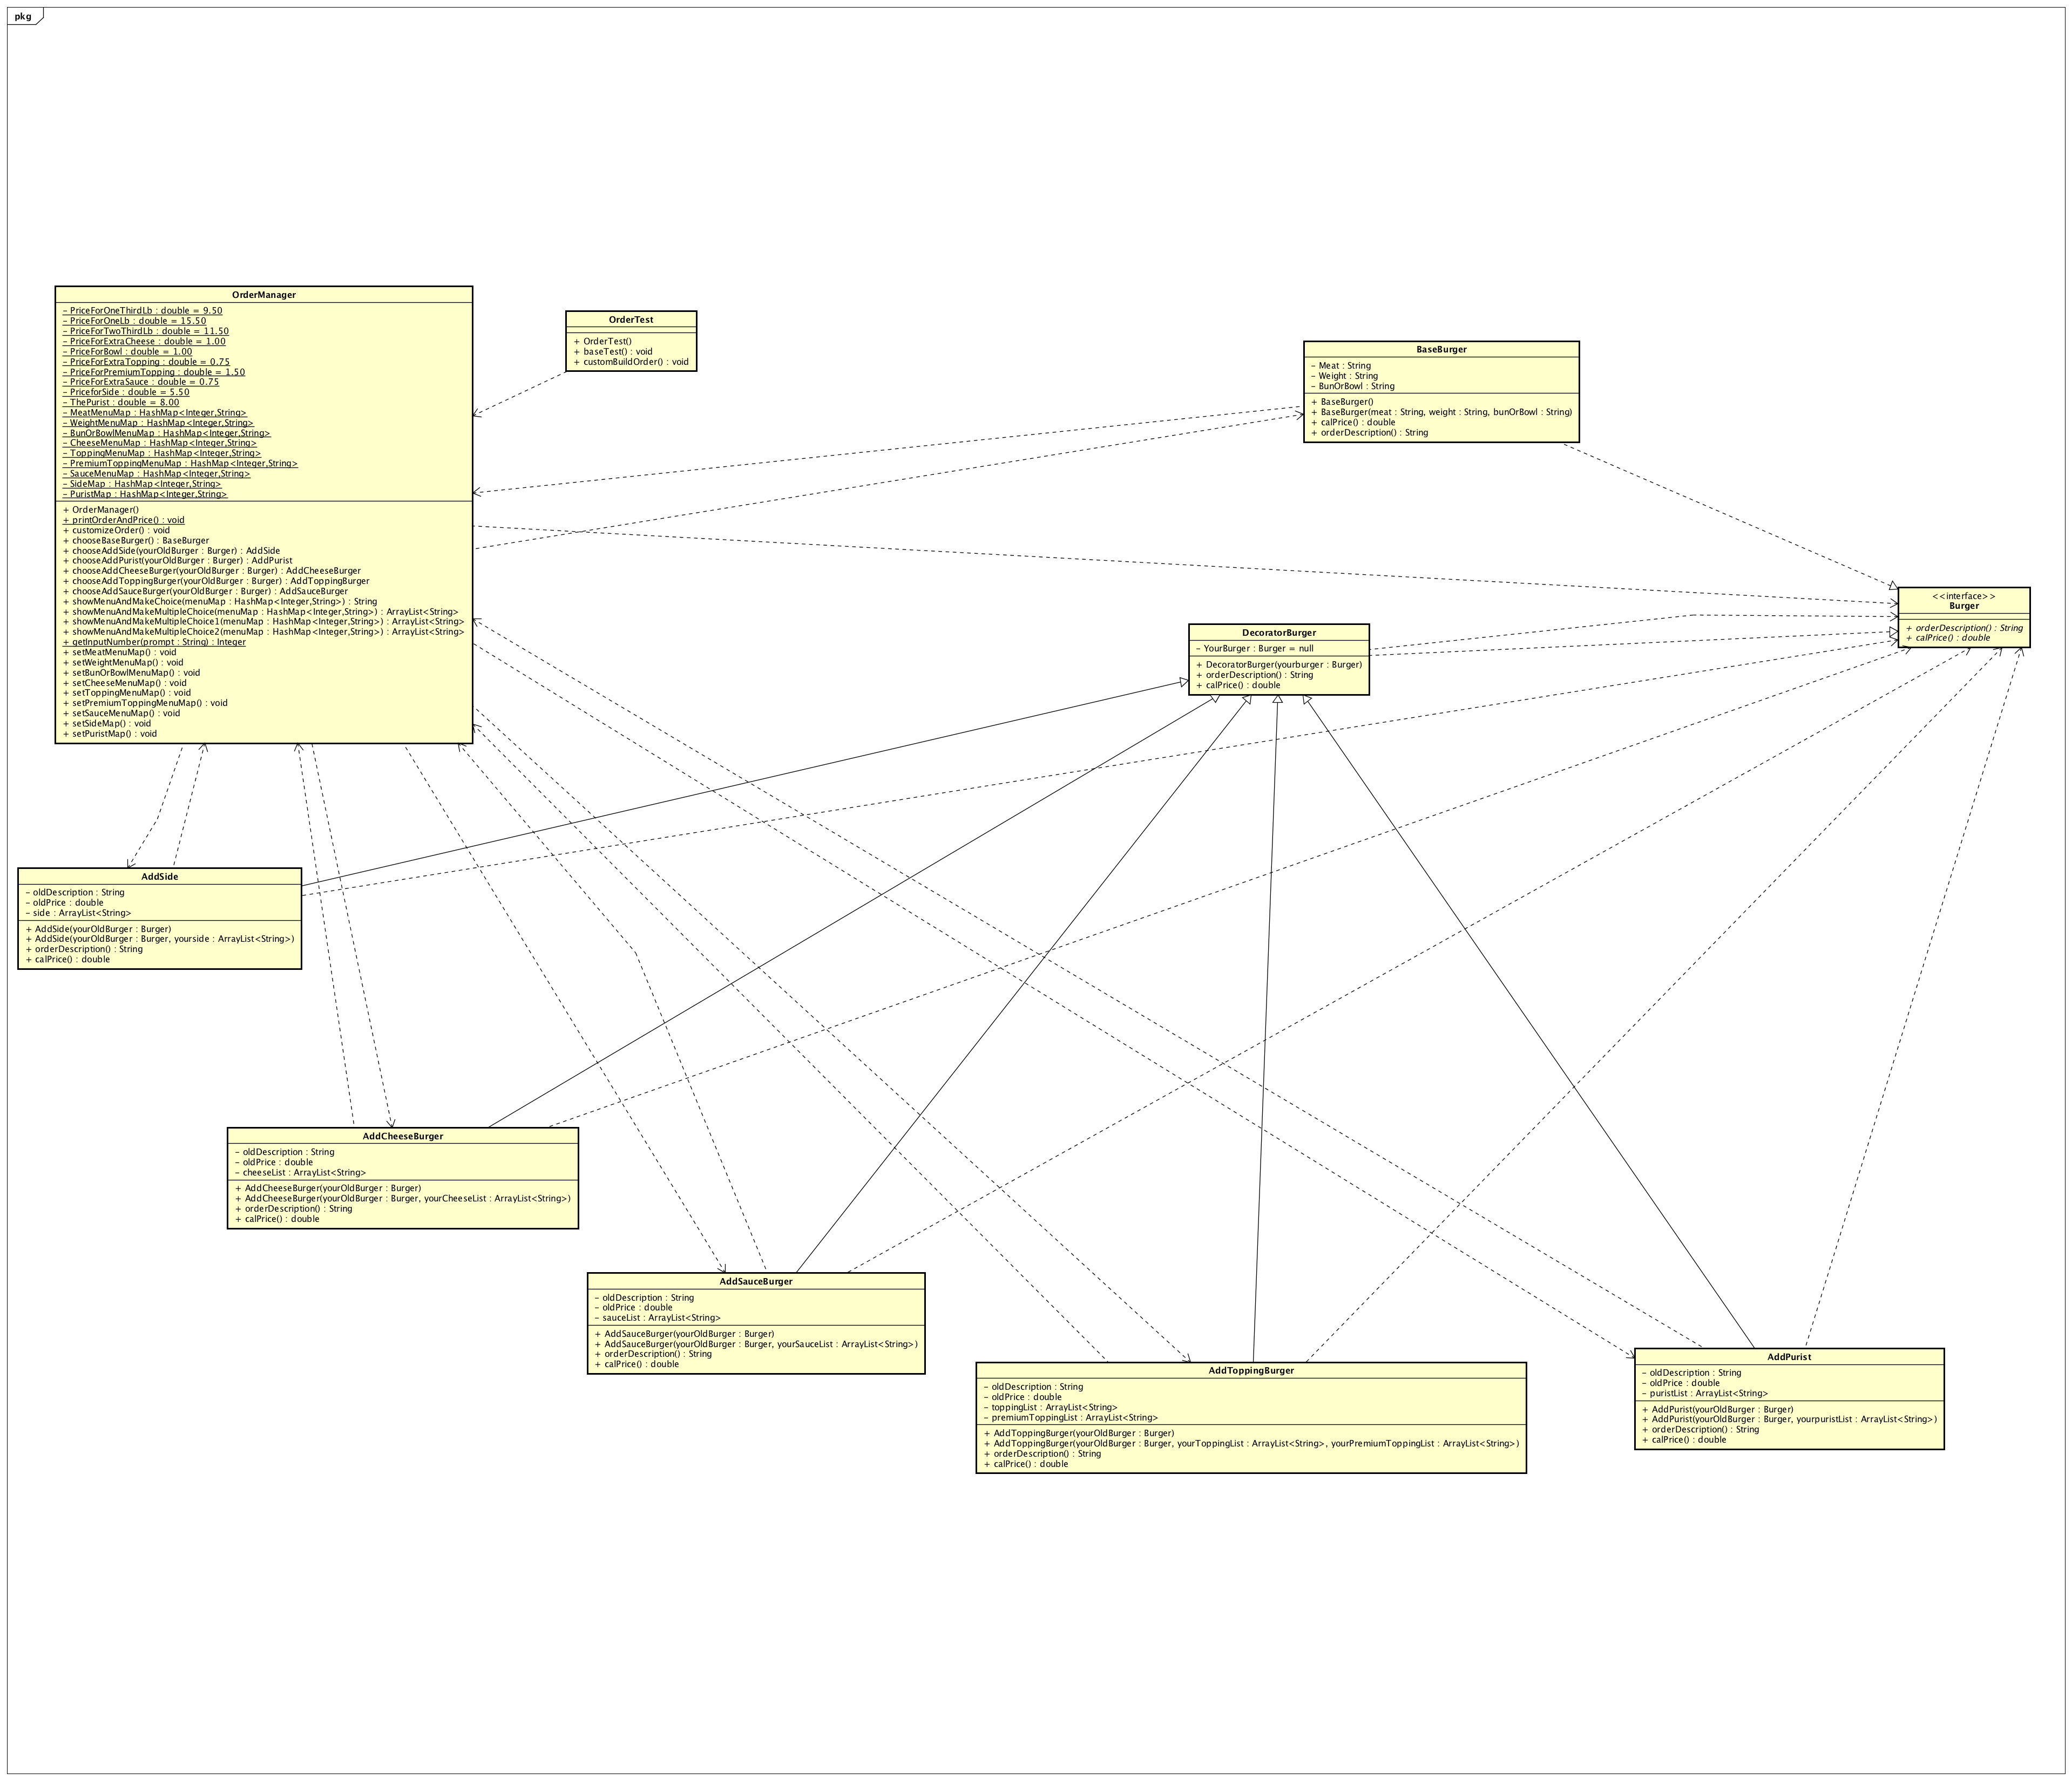 pkg
OrderManager
- PriceForOneThirdLb : double = 9.50
- PriceForOneLb : double = 15.50
- PriceForTwoThirdLb : double = 11.50
- PriceForExtraCheese : double = 1.00
- PriceForBowl : double = 1.00
- PriceForExtraTopping : double = 0.75
- PriceForPremiumTopping : double = 1.50
- PriceForExtraSauce : double = 0.75
- PriceforSide : double = 5.50
- ThePurist : double = 8.00
- MeatMenuMap : HashMap<Integer,String>
- WeightMenuMap : HashMap<Integer,String>
- BunOrBowlMenuMap : HashMap<Integer,String>
- CheeseMenuMap : HashMap<Integer,String>
- ToppingMenuMap : HashMap<Integer,String>
- PremiumToppingMenuMap : HashMap<Integer,String>
- SauceMenuMap : HashMap<Integer,String>
- SideMap : HashMap<Integer,String>
- PuristMap : HashMap<Integer,String>
+ OrderManager()
+ printOrderAndPrice() : void
+ customizeOrder() : void
+ chooseBaseBurger() : BaseBurger
+ chooseAddSide(yourOldBurger : Burger) : AddSide
+ chooseAddPurist(yourOldBurger : Burger) : AddPurist
+ chooseAddCheeseBurger(yourOldBurger : Burger) : AddCheeseBurger
+ chooseAddToppingBurger(yourOldBurger : Burger) : AddToppingBurger
+ chooseAddSauceBurger(yourOldBurger : Burger) : AddSauceBurger
+ showMenuAndMakeChoice(menuMap : HashMap<Integer,String>) : String
+ showMenuAndMakeMultipleChoice(menuMap : HashMap<Integer,String>) : ArrayList<String>
+ showMenuAndMakeMultipleChoice1(menuMap : HashMap<Integer,String>) : ArrayList<String>
+ showMenuAndMakeMultipleChoice2(menuMap : HashMap<Integer,String>) : ArrayList<String>
+ getInputNumber(prompt : String) : Integer
+ setMeatMenuMap() : void
+ setWeightMenuMap() : void
+ setBunOrBowlMenuMap() : void
+ setCheeseMenuMap() : void
+ setToppingMenuMap() : void
+ setPremiumToppingMenuMap() : void
+ setSauceMenuMap() : void
+ setSideMap() : void
+ setPuristMap() : void
OrderTest
+ OrderTest()
+ baseTest() : void
+ customBuildOrder() : void
BaseBurger
- Meat : String
- Weight : String
- BunOrBowl : String
+ BaseBurger()
+ BaseBurger(meat : String, weight : String, bunOrBowl : String)
+ calPrice() : double
+ orderDescription() : String
<<interface>>
Burger
+ orderDescription() : String
+ calPrice() : double
DecoratorBurger
- YourBurger : Burger = null
+ DecoratorBurger(yourburger : Burger)
+ orderDescription() : String
+ calPrice() : double
AddSide
- oldDescription : String
- oldPrice : double
- side : ArrayList<String>
+ AddSide(yourOldBurger : Burger)
+ AddSide(yourOldBurger : Burger, yourside : ArrayList<String>)
+ orderDescription() : String
+ calPrice() : double
AddCheeseBurger
- oldDescription : String
- oldPrice : double
- cheeseList : ArrayList<String>
+ AddCheeseBurger(yourOldBurger : Burger)
+ AddCheeseBurger(yourOldBurger : Burger, yourCheeseList : ArrayList<String>)
+ orderDescription() : String
+ calPrice() : double
AddSauceBurger
- oldDescription : String
- oldPrice : double
- sauceList : ArrayList<String>
+ AddSauceBurger(yourOldBurger : Burger)
+ AddSauceBurger(yourOldBurger : Burger, yourSauceList : ArrayList<String>)
+ orderDescription() : String
+ calPrice() : double
AddToppingBurger
- oldDescription : String
- oldPrice : double
- toppingList : ArrayList<String>
- premiumToppingList : ArrayList<String>
+ AddToppingBurger(yourOldBurger : Burger)
+ AddToppingBurger(yourOldBurger : Burger, yourToppingList : ArrayList<String>, yourPremiumToppingList : ArrayList<String>)
+ orderDescription() : String
+ calPrice() : double
AddPurist
- oldDescription : String
- oldPrice : double
- puristList : ArrayList<String>
+ AddPurist(yourOldBurger : Burger)
+ AddPurist(yourOldBurger : Burger, yourpuristList : ArrayList<String>)
+ orderDescription() : String
+ calPrice() : double